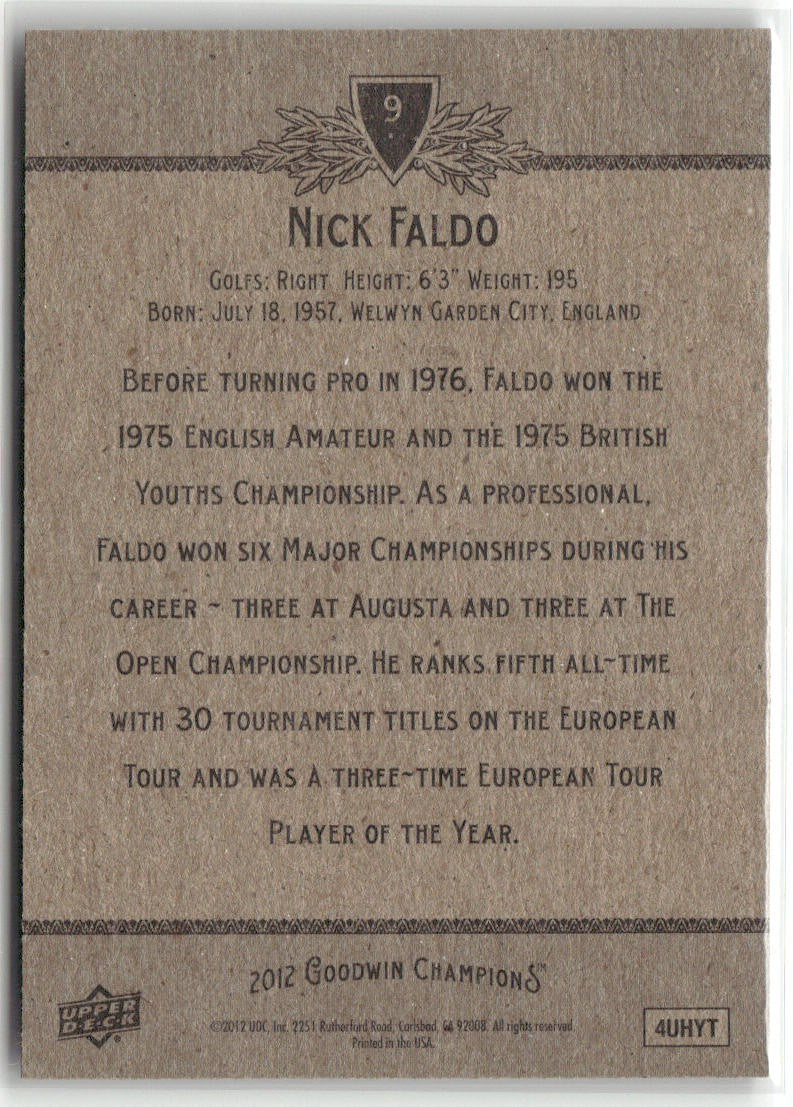 9
NICK FALDO
GOLFS: RIGHT HEIGHT: 6'3" WEIGHT: 195
BORN: JULY 18, 1957, WELWYN GARDEN CITY, ENGLAND
BEFORE TURNING PRO IN 1976, FALDO WON THE
1975 ENGLISH AMATEUR AND THE 1975 BRITISH
YOUTHS CHAMPIONSHIP. AS A PROFESSIONAL,
FALDO WON SIX MAJOR CHAMPIONSHIPS DURING HIS
CAREER ~ THREE AT AUGUSTA AND THREE AT THE
OPEN CHAMPIONSHIP. HE RANKS FIFTH ALL~TIME
WITH 30 TOURNAMENT TITLES ON THE EUROPEAN
TOUR AND WAS A THREE~TIME EUROPEAN TOUR
PLAYER OF THE YEAR.
2012 GOODWIN CHAMPIONS™
UPPER
DECK
©2012 UDC, Inc. 2251 Rutherford Road, Carlsbad, CA 92008. All rights reserved.
Printed in the USA.
4UHYT